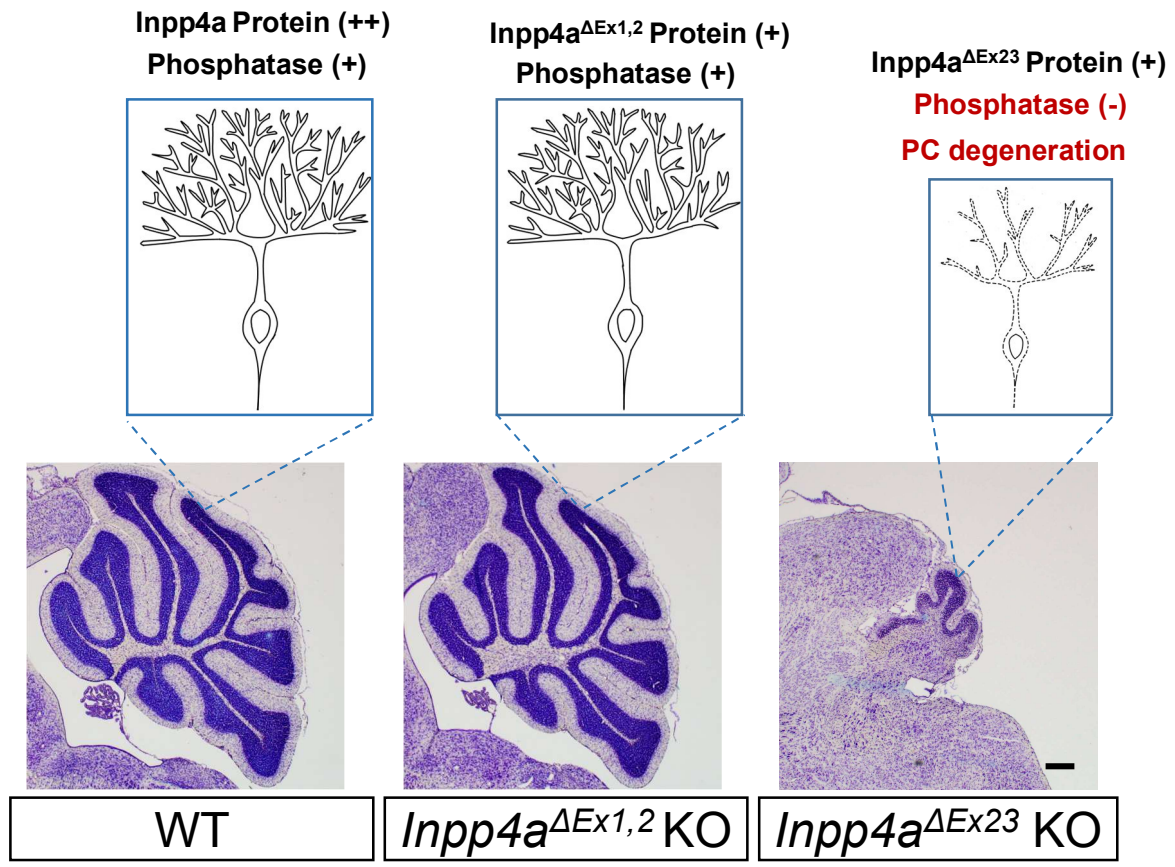 Inpp4a Protein (++)
Phosphatase (+)
Inpp4a^ΔEx1,2 Protein (+)
Phosphatase (+)
Inpp4a^ΔEx23 Protein (+)
Phosphatase (-)
PC degeneration
WT
Inpp4a^ΔEx1,2 KO
Inpp4a^ΔEx23 KO